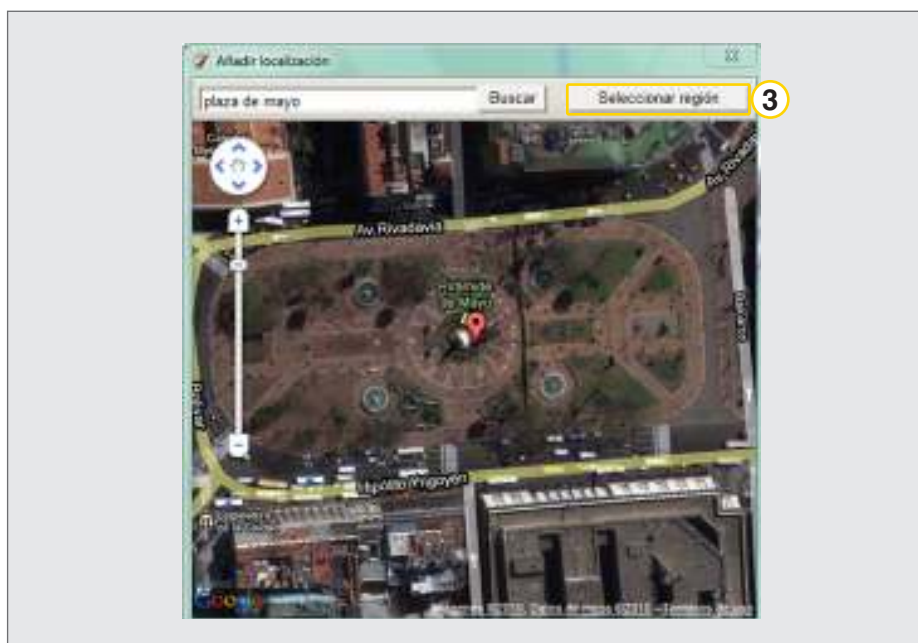 Añadir localización
plaza de mayo Buscar Seleccionar región 3
Av. Rivadavia
Av. Rivadavia
Pirámide
de Mayo
Hipólito Yrigoyen
Bolívar
Google